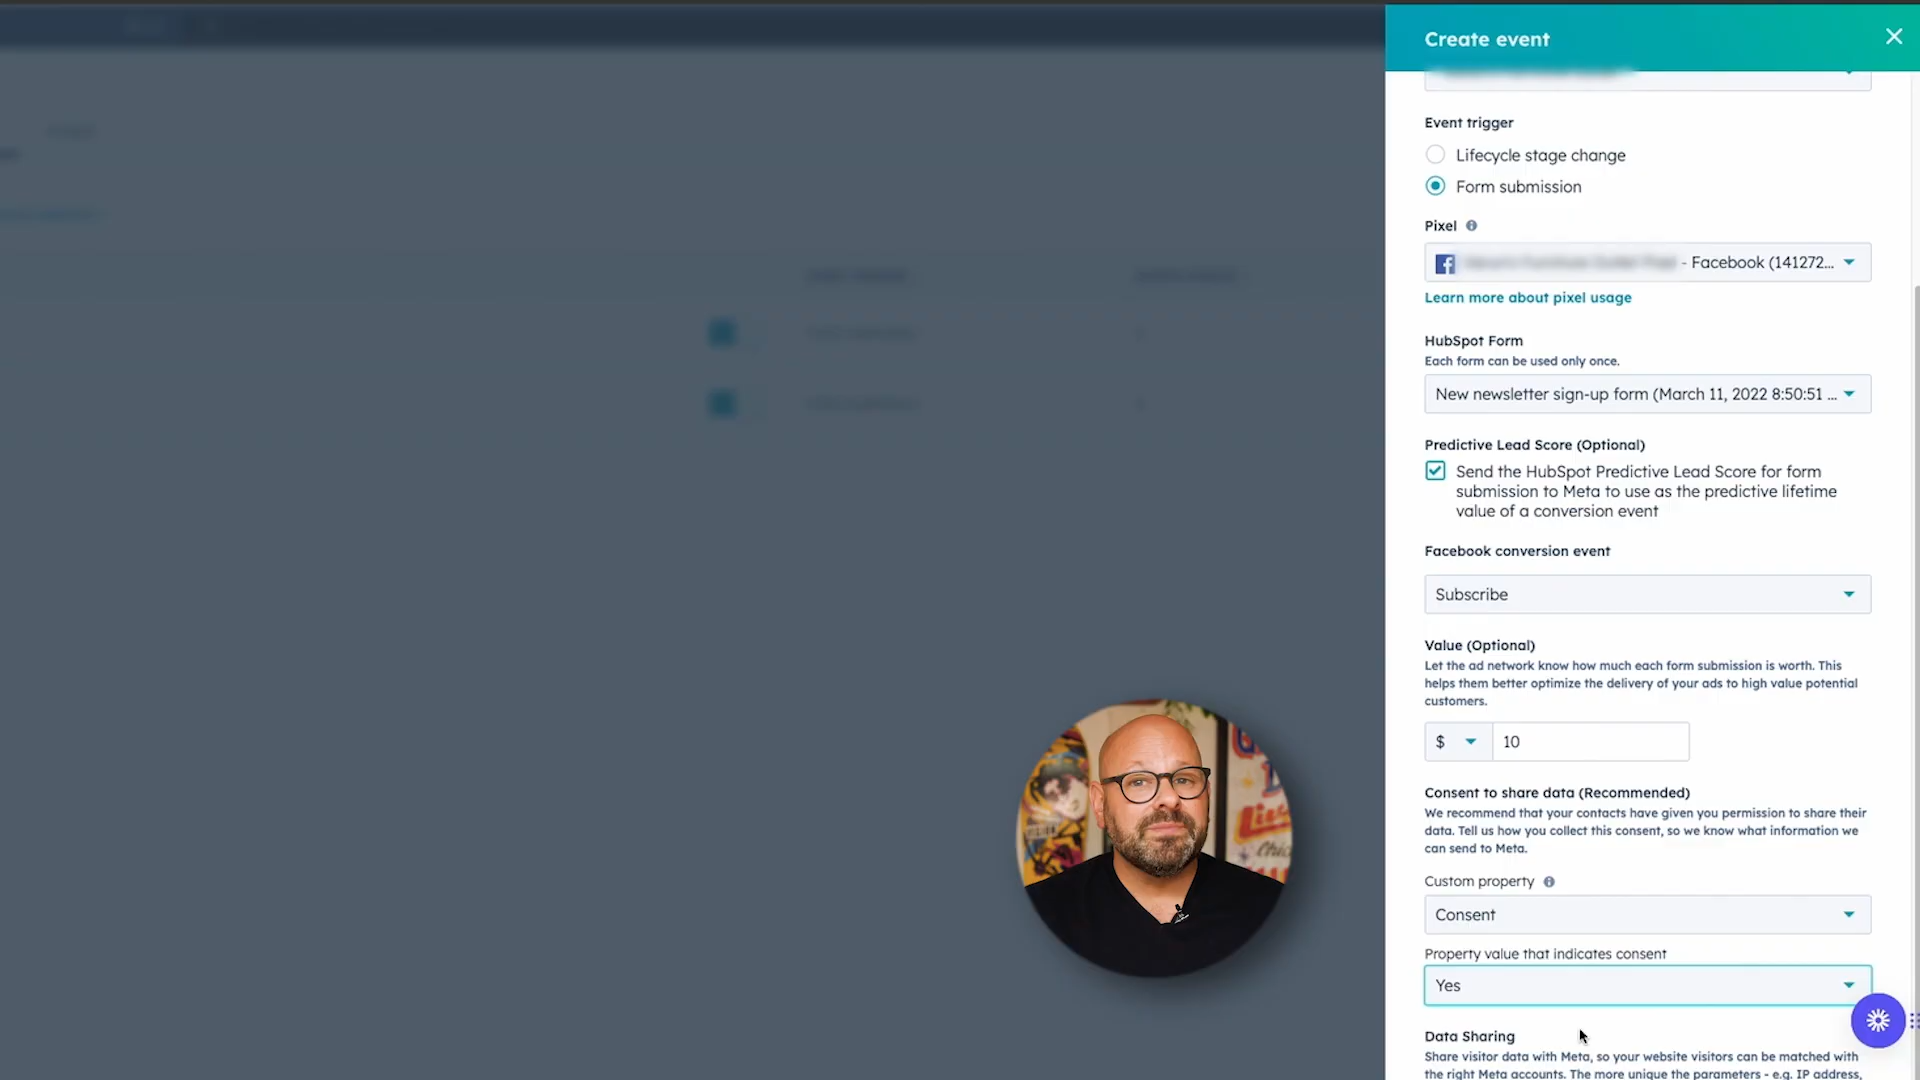 Create event
Event trigger
Lifecycle stage change
Form submission
Pixel
- Facebook (141272...
Learn more about pixel usage
HubSpot Form
Each form can be used only once.
New newsletter sign-up form (March 11, 2022 8:50:51 ...
Predictive Lead Score (Optional)
Send the HubSpot Predictive Lead Score for form
submission to Meta to use as the predictive lifetime
value of a conversion event
Facebook conversion event
Subscribe
Value (Optional)
Let the ad network know how much each form submission is worth. This
helps them better optimize the delivery of your ads to high value potential
customers.
$ 10
Consent to share data (Recommended)
We recommend that your contacts have given you permission to share their
data. Tell us how you collect this consent, so we know what information we
can send to Meta.
Custom property
Consent
Property value that indicates consent
Yes
Data Sharing
Share visitor data with Meta, so your website visitors can be matched with
the right Meta accounts. The more unique the parameters - e.g. IP address,